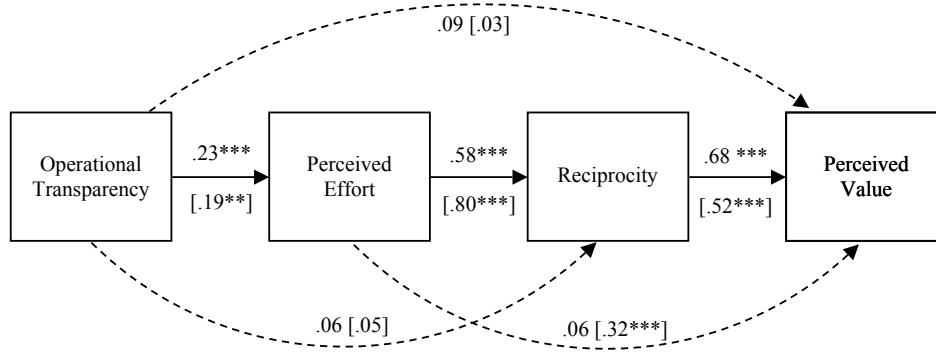 .09 [.03]
Operational
Transparency
.23***
[.19**]
Perceived
Effort
.58***
[.80***]
Reciprocity
.68 ***
[.52***]
Perceived
Value
.06 [.05]
.06 [.32***]